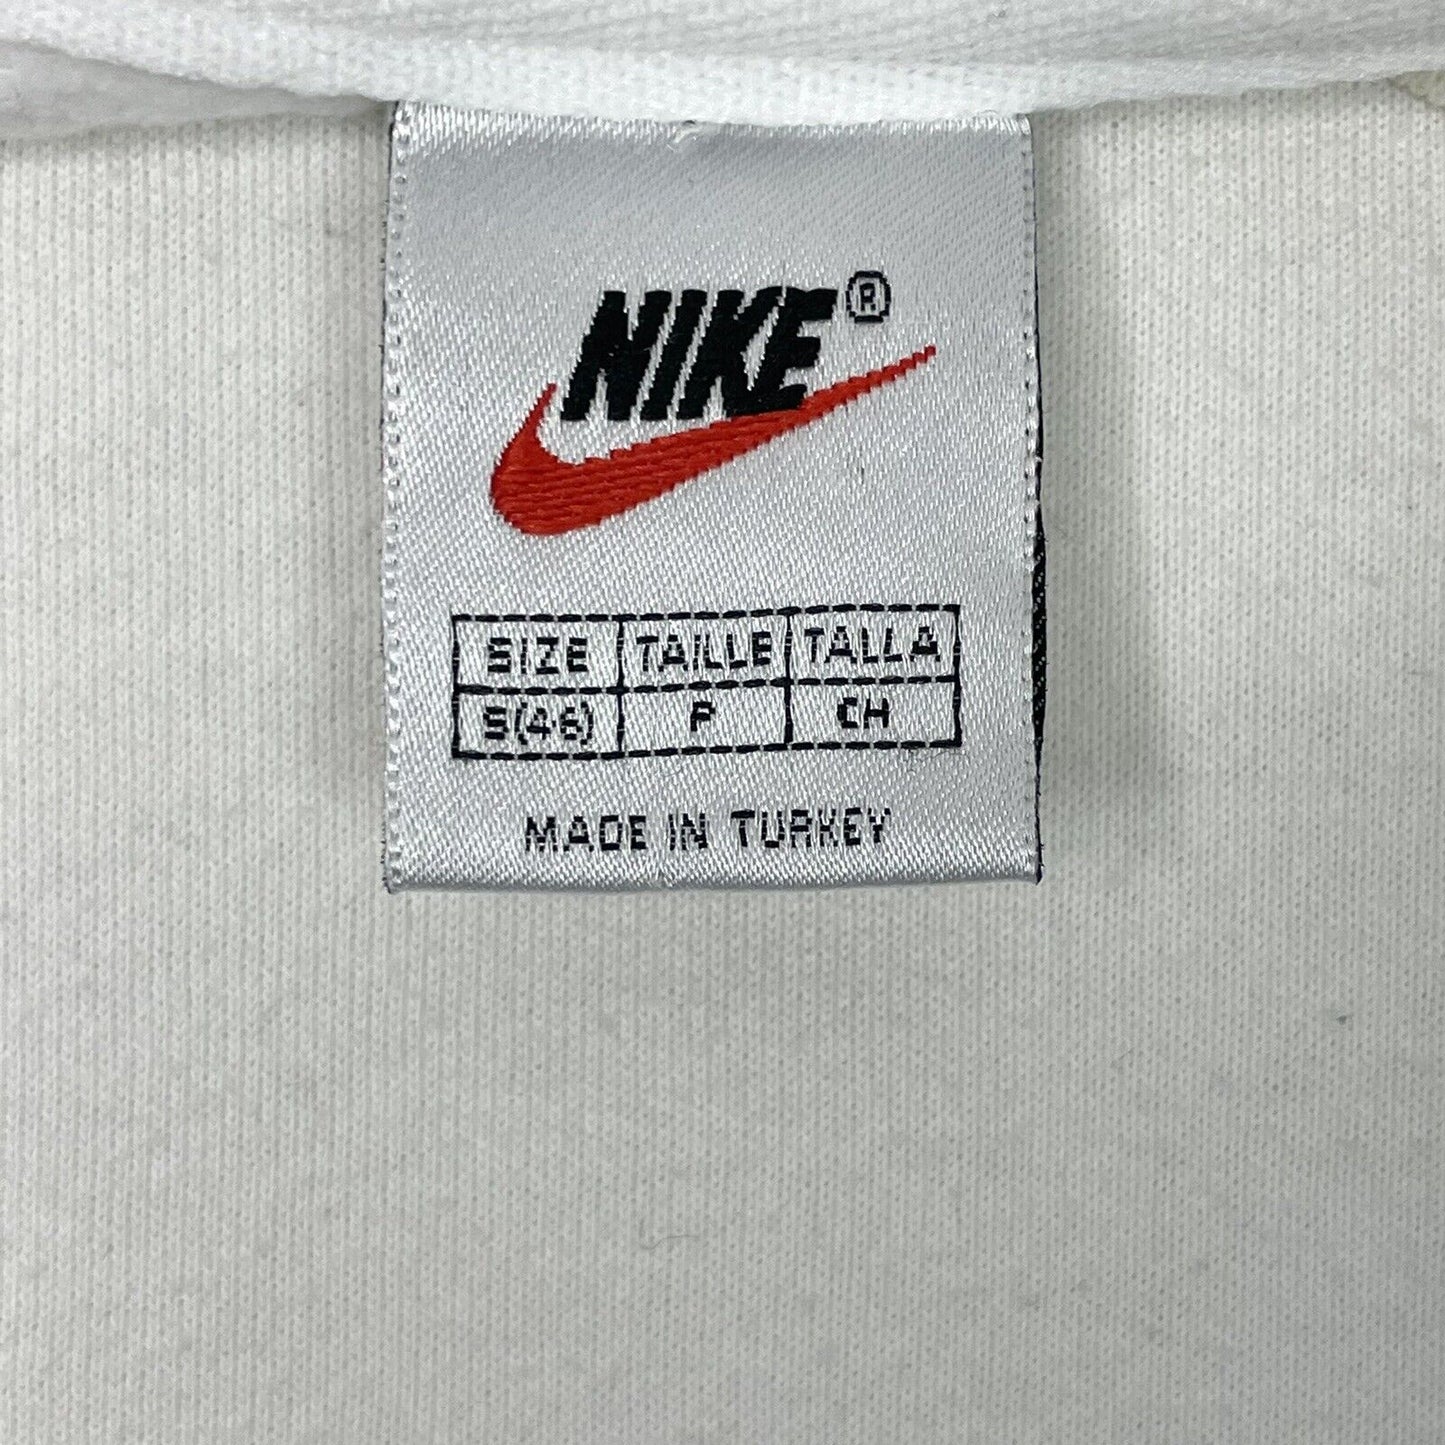 NIKE®
SIZE TAILLE TALLA
S(46) P CH
MADE IN TURKEY